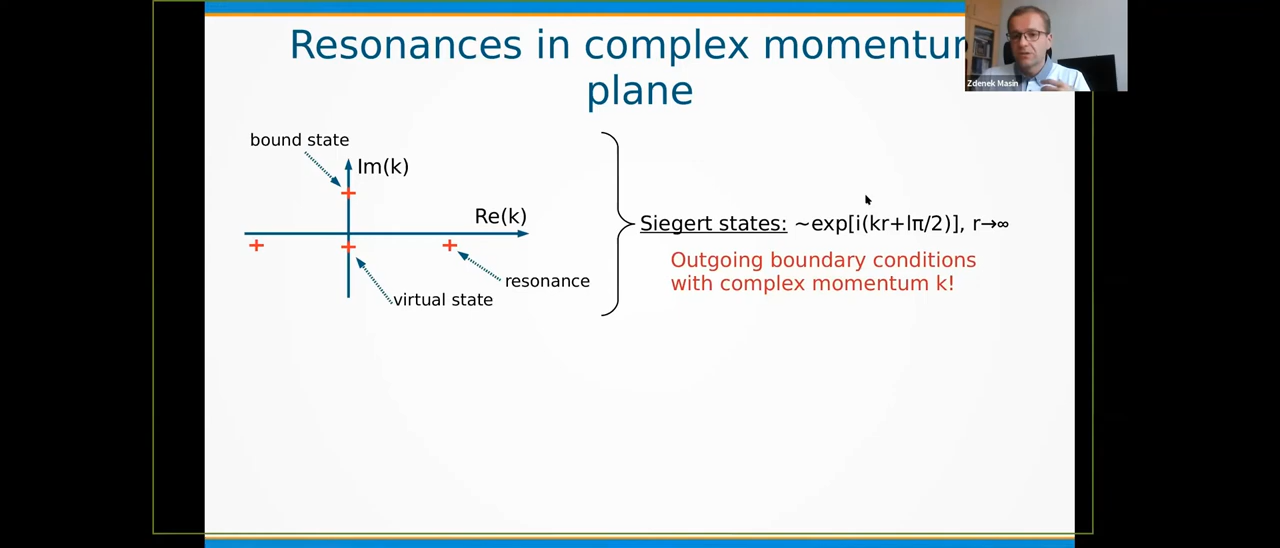 Resonances in complex momentum
plane
Zdenek Masin
bound state
Im(k)
Re(k)
Siegert states: ~exp[i(kr+lπ/2)], r→∞
Outgoing boundary conditions
with complex momentum k!
resonance
virtual state